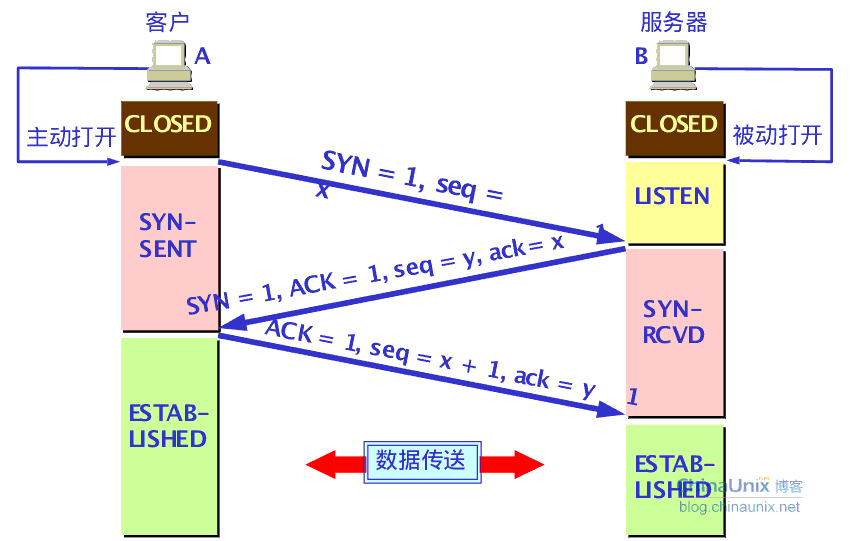 客户
服务器
A
B
CLOSED
CLOSED
主动打开
被动打开
SYN = 1, seq =
x
LISTEN
SYN-
SENT
1
SYN = 1, ACK = 1, seq = y, ack= x
SYN-
RCVD
ACK = 1, seq = x + 1, ack = y
1
ESTAB-
LISHED
数据传送
ESTAB-
LISHED
ChinaUnix.net 博客
blog.chinaunix.net